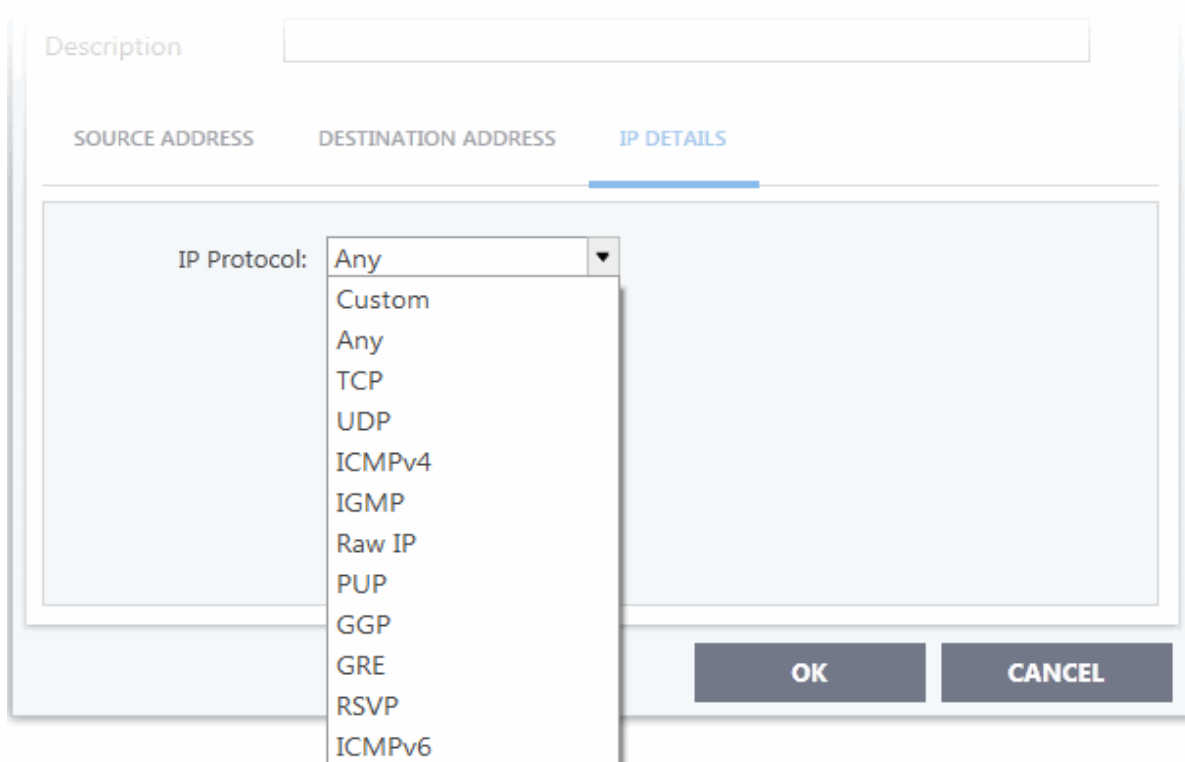 Description
SOURCE ADDRESS DESTINATION ADDRESS IP DETAILS
IP Protocol: Any
Custom
Any
TCP
UDP
ICMPv4
IGMP
Raw IP
PUP
GGP
GRE
RSVP
ICMPv6
OK CANCEL